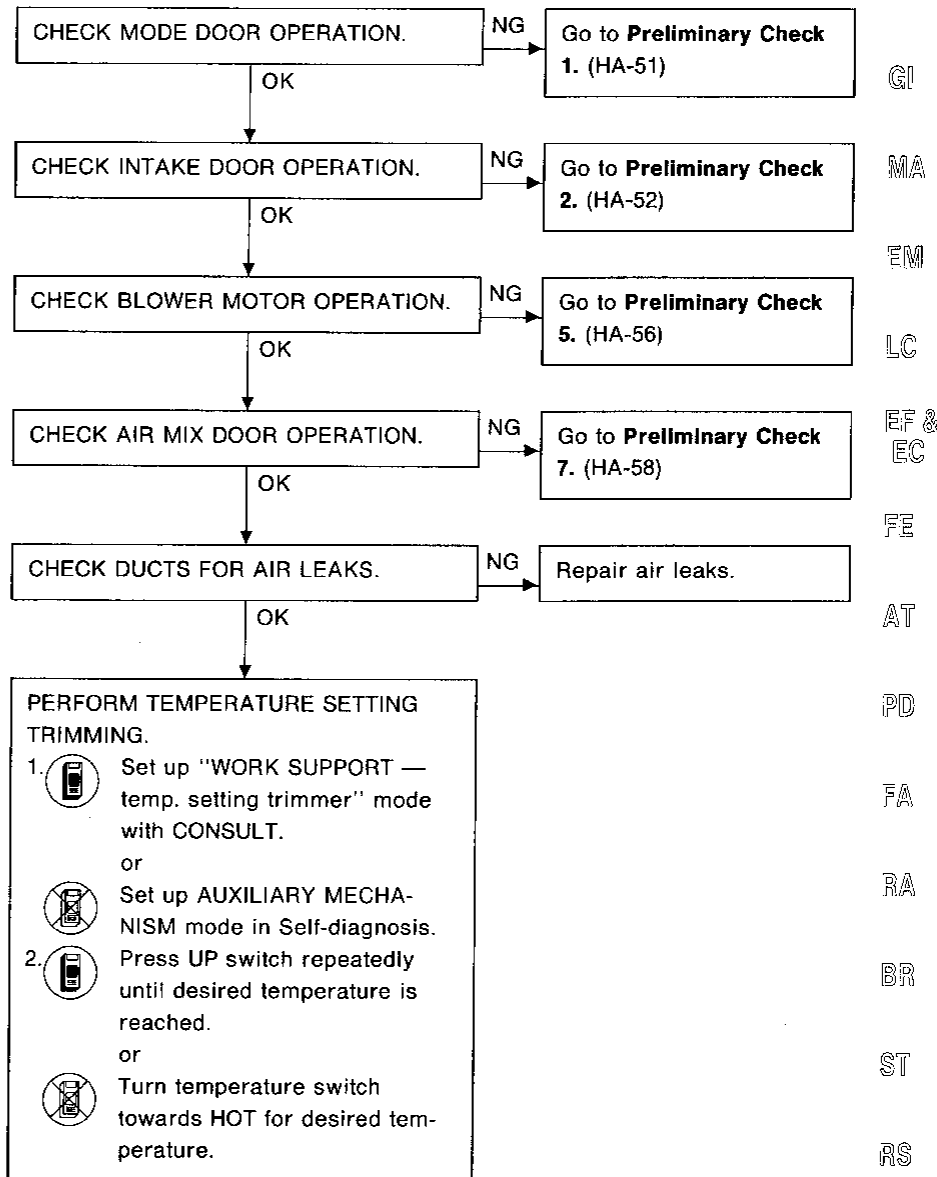 CHECK MODE DOOR OPERATION.
NG
Go to Preliminary Check
1. (HA-51)
OK
GI
CHECK INTAKE DOOR OPERATION.
NG
Go to Preliminary Check
2. (HA-52)
MA
OK
EM
CHECK BLOWER MOTOR OPERATION.
NG
Go to Preliminary Check
5. (HA-56)
OK
LC
CHECK AIR MIX DOOR OPERATION.
NG
Go to Preliminary Check
7. (HA-58)
EF &
EC
OK
FE
CHECK DUCTS FOR AIR LEAKS.
NG
Repair air leaks.
OK
AT
PERFORM TEMPERATURE SETTING
TRIMMING.
PD
1. Set up "WORK SUPPORT —
temp. setting trimmer" mode
with CONSULT.
FA
or
Set up AUXILIARY MECHA-
NISM mode in Self-diagnosis.
RA
2. Press UP switch repeatedly
until desired temperature is
reached.
BR
or
Turn temperature switch
towards HOT for desired tem-
perature.
ST
RS